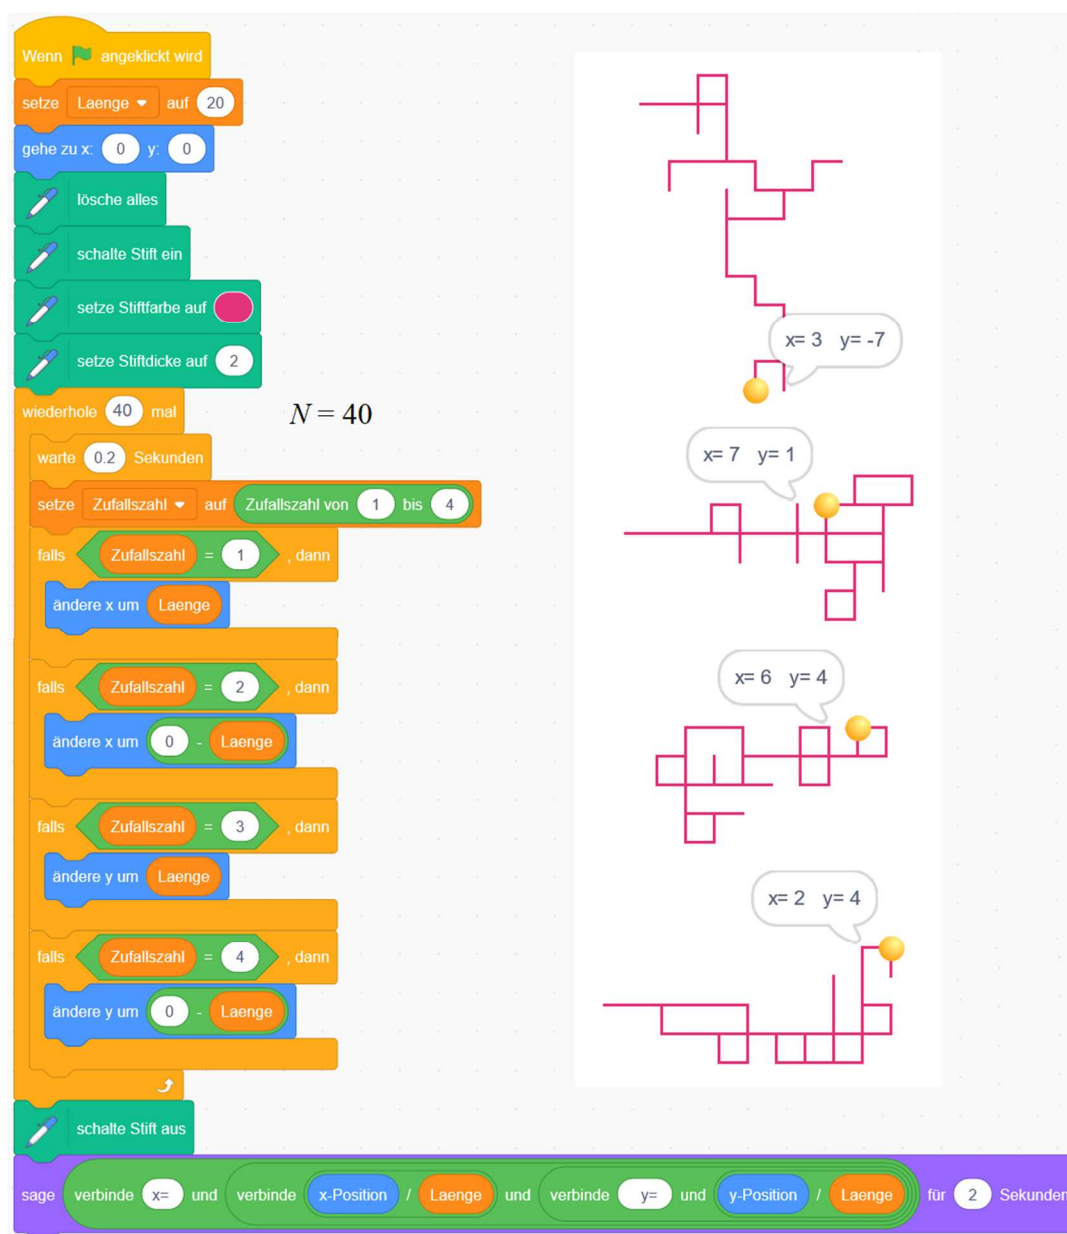 Wenn angeklickt wird
setze Laenge auf 20
gehe zu x: 0 y: 0
lösche alles
schalte Stift ein
setze Stiftfarbe auf
setze Stiftdicke auf 2
wiederhole 40 mal
N = 40
warte 0.2 Sekunden
setze Zufallszahl auf Zufallszahl von 1 bis 4
falls Zufallszahl = 1 , dann
ändere x um Laenge
falls Zufallszahl = 2 , dann
ändere x um 0 - Laenge
falls Zufallszahl = 3 , dann
ändere y um Laenge
falls Zufallszahl = 4 , dann
ändere y um 0 - Laenge
schalte Stift aus
sage verbinde x= und verbinde x-Position / Laenge und verbinde y= und y-Position / Laenge für 2 Sekunden
x= 3 y= -7
x= 7 y= 1
x= 6 y= 4
x= 2 y= 4